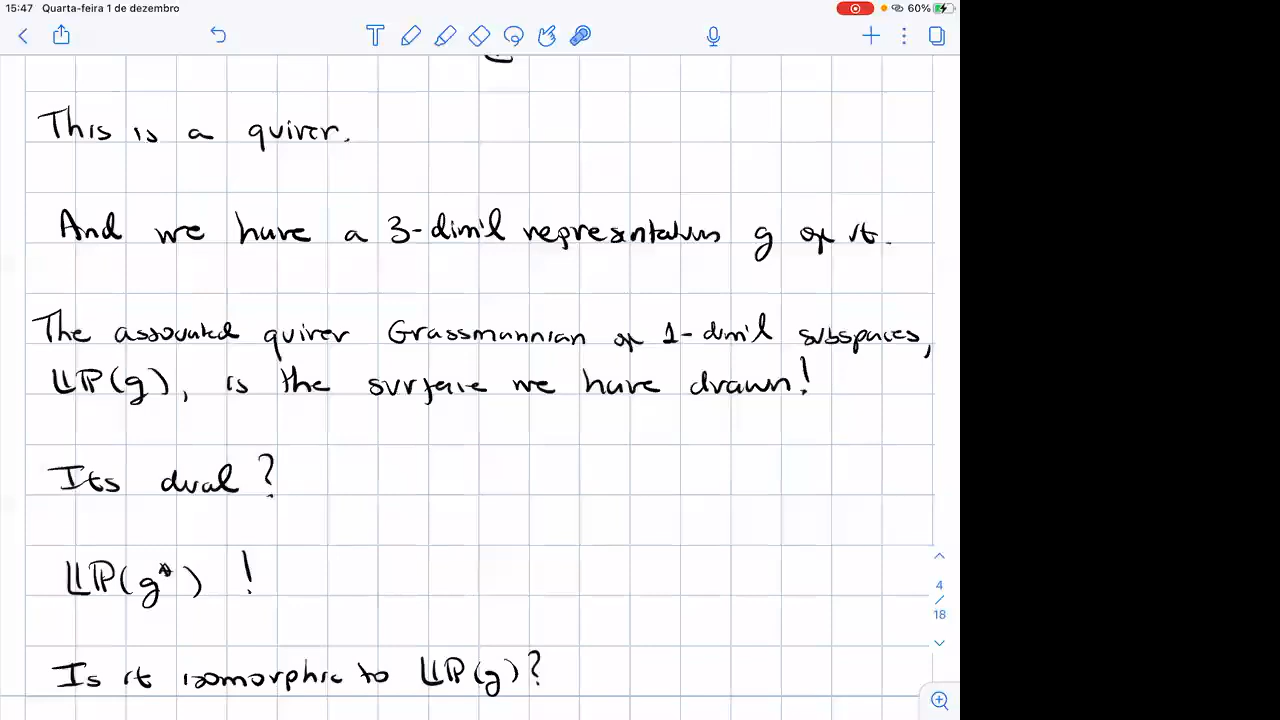 15:47 Quarta-feira 1 de dezembro 60%
This is a quiver.
And we have a 3-dim'l representation g of it.
The associated quiver Grassmannian of 1-dim'l subspaces,
𝕃ℙ(g), is the surface we have drawn!
Its dual?
𝕃ℙ(g*) !
4
/
18
Is it isomorphic to 𝕃ℙ(g)?